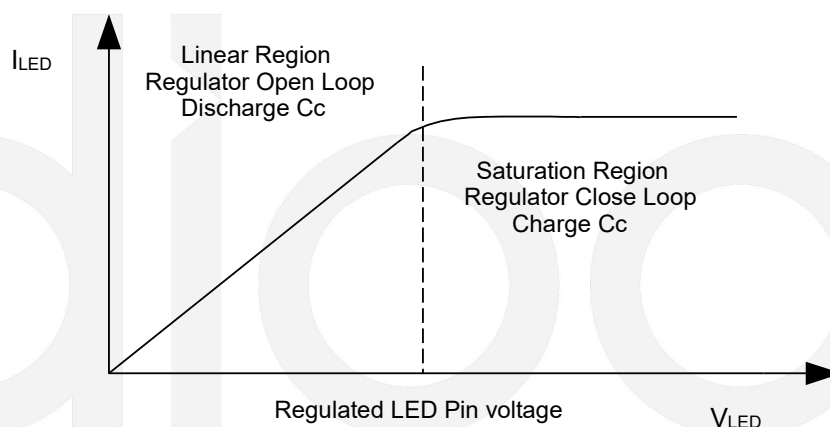 ILED
Linear Region
Regulator Open Loop
Discharge Cc
Saturation Region
Regulator Close Loop
Charge Cc
Regulated LED Pin voltage
VLED